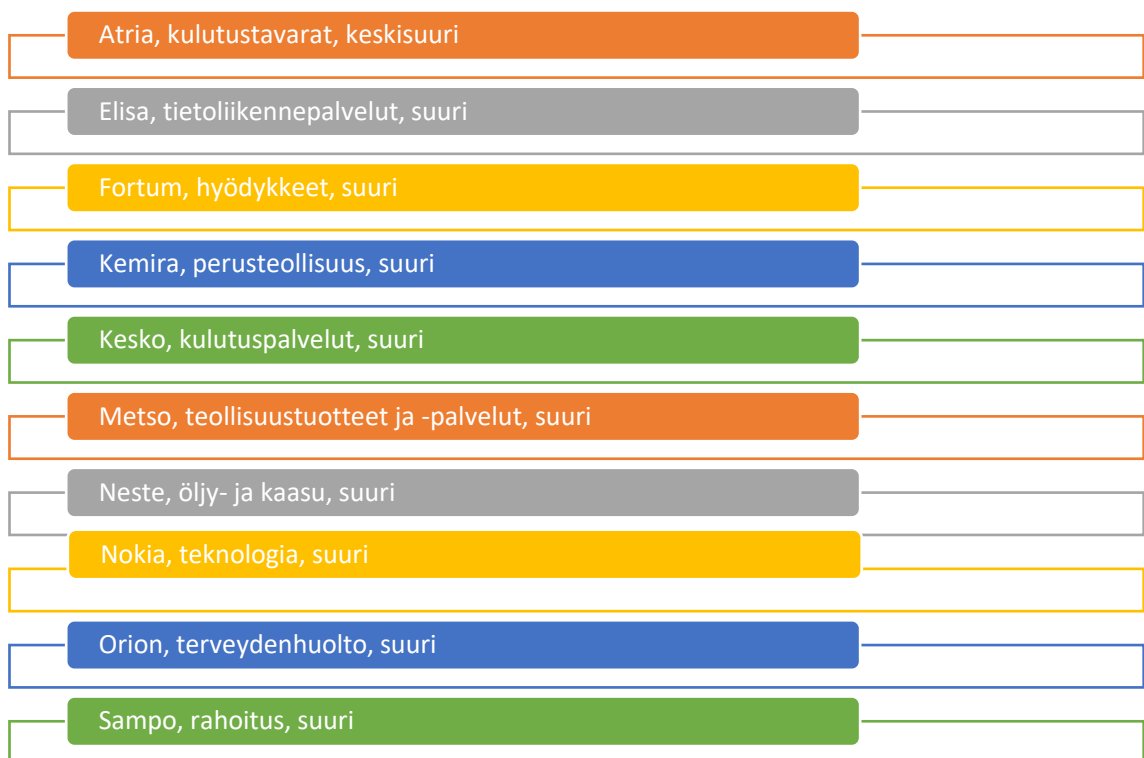 Atria, kulutustavarat, keskisuuri
Elisa, tietoliikennepalvelut, suuri
Fortum, hyödykkeet, suuri
Kemira, perusteollisuus, suuri
Kesko, kulutuspalvelut, suuri
Metso, teollisuustuotteet ja -palvelut, suuri
Neste, öljy- ja kaasu, suuri
Nokia, teknologia, suuri
Orion, terveydenhuolto, suuri
Sampo, rahoitus, suuri